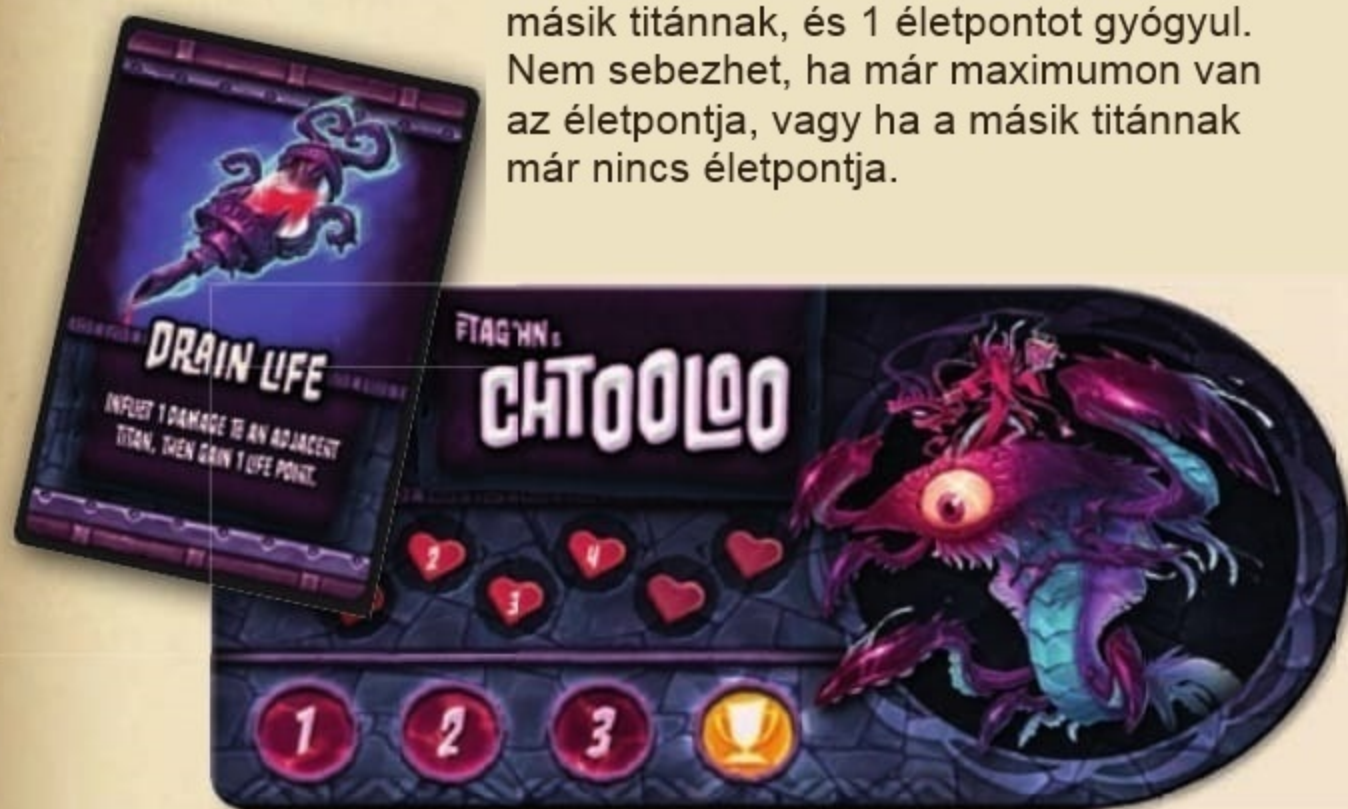 másik titánnak, és 1 életpontot gyógyul.
Nem sebezhet, ha már maximumon van
az életpontja, vagy ha a másik titánnak
már nincs életpontja.
DRAIN LIFE
INFLICT 1 DAMAGE TO AN ADJACENT
TITAN, THEN GAIN 1 LIFE POINT.
FTAG'HN &
CHTOOLOO
2
4
3
1 2 3